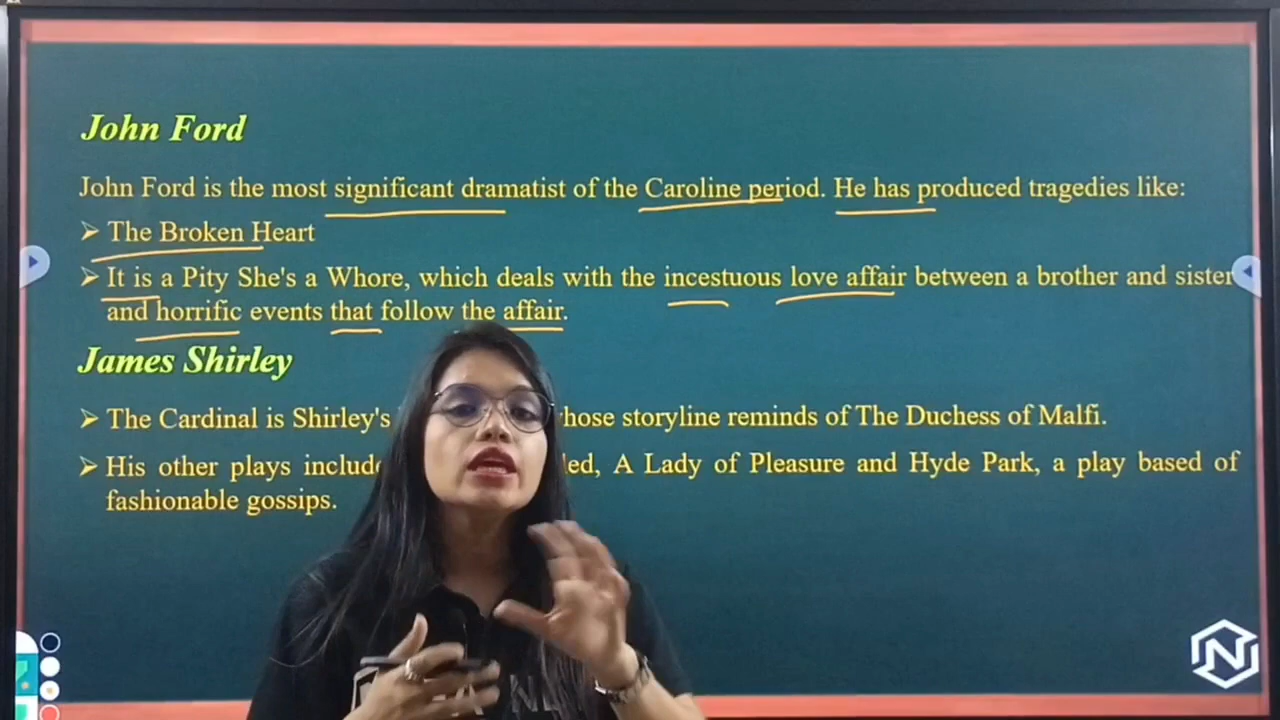 John Ford
John Ford is the most significant dramatist of the Caroline period. He has produced tragedies like:
➢ The Broken Heart
➢ It is a Pity She's a Whore, which deals with the incestuous love affair between a brother and sister
and horrific events that follow the affair.
James Shirley
➢ The Cardinal is Shirley's whose storyline reminds of The Duchess of Malfi.
➢ His other plays include led, A Lady of Pleasure and Hyde Park, a play based of
fashionable gossips.
N